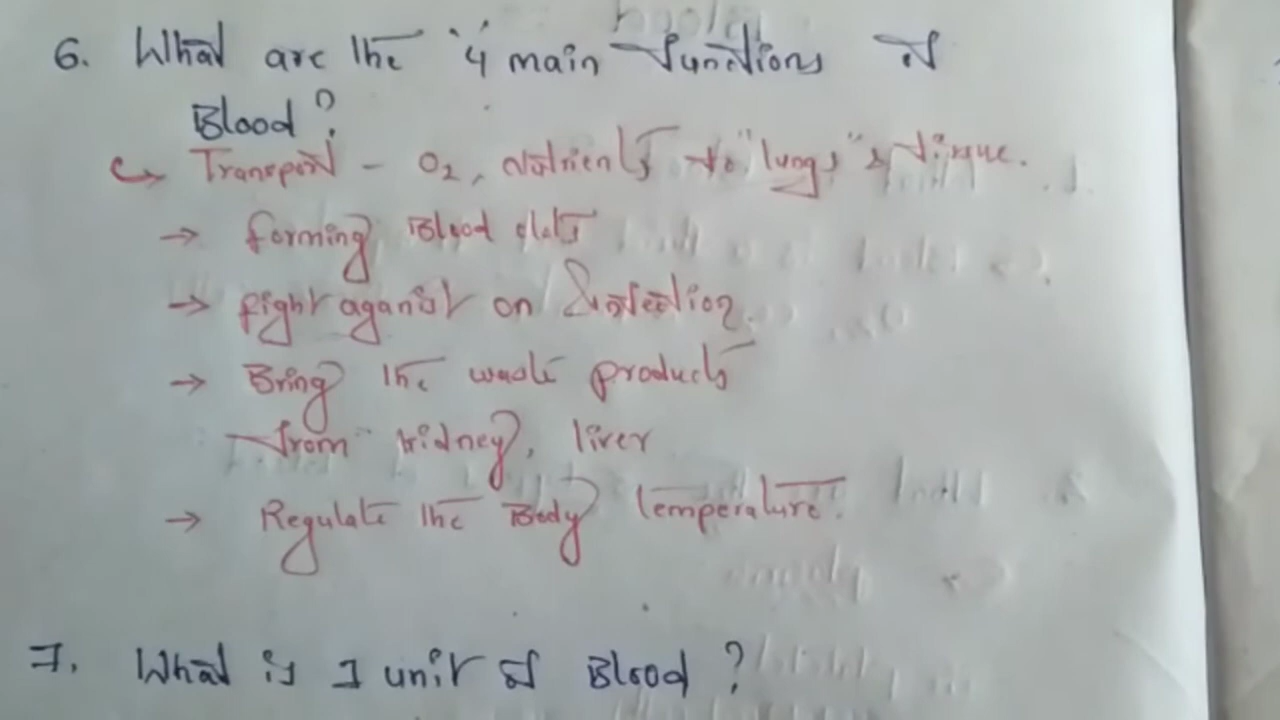 6. What are the '4' main functions of
Blood?
↪ Transport - O2, nutrients to "lungs" & tissue.
→ forming Blood clots
→ fight aganist on Infection.
→ Bring the waste products
from kidney, liver
→ Regulate the Body temperature.
7. What is 1 unit of Blood ?